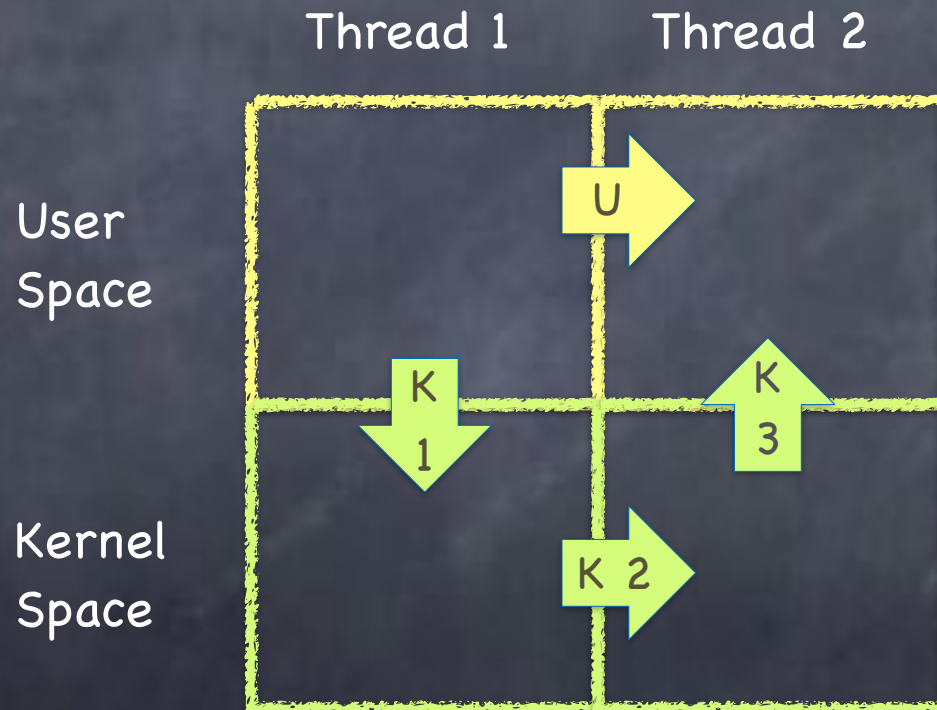 Thread 1
Thread 2
User
Space
U
K
1
K
3
Kernel
Space
K 2